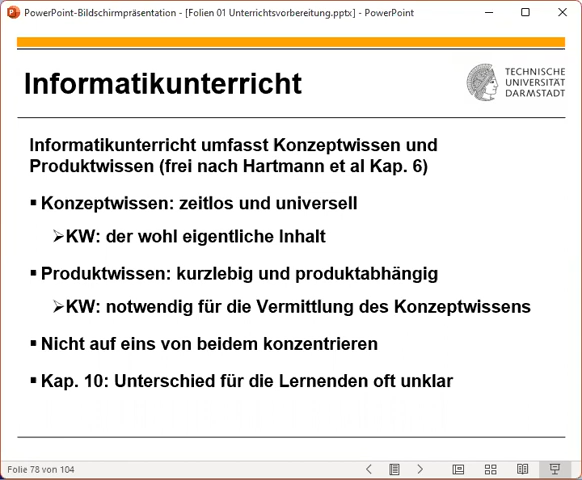 PowerPoint-Bildschirmpräsentation - [Folien 01 Unterrichtsvorbereitung.pptx] - PowerPoint
Informatikunterricht
TECHNISCHE
UNIVERSITÄT
DARMSTADT
Informatikunterricht umfasst Konzeptwissen und
Produktwissen (frei nach Hartmann et al Kap. 6)
▪ Konzeptwissen: zeitlos und universell
➢KW: der wohl eigentliche Inhalt
▪ Produktwissen: kurzlebig und produktabhängig
➢KW: notwendig für die Vermittlung des Konzeptwissens
▪ Nicht auf eins von beidem konzentrieren
▪ Kap. 10: Unterschied für die Lernenden oft unklar
Folie 78 von 104